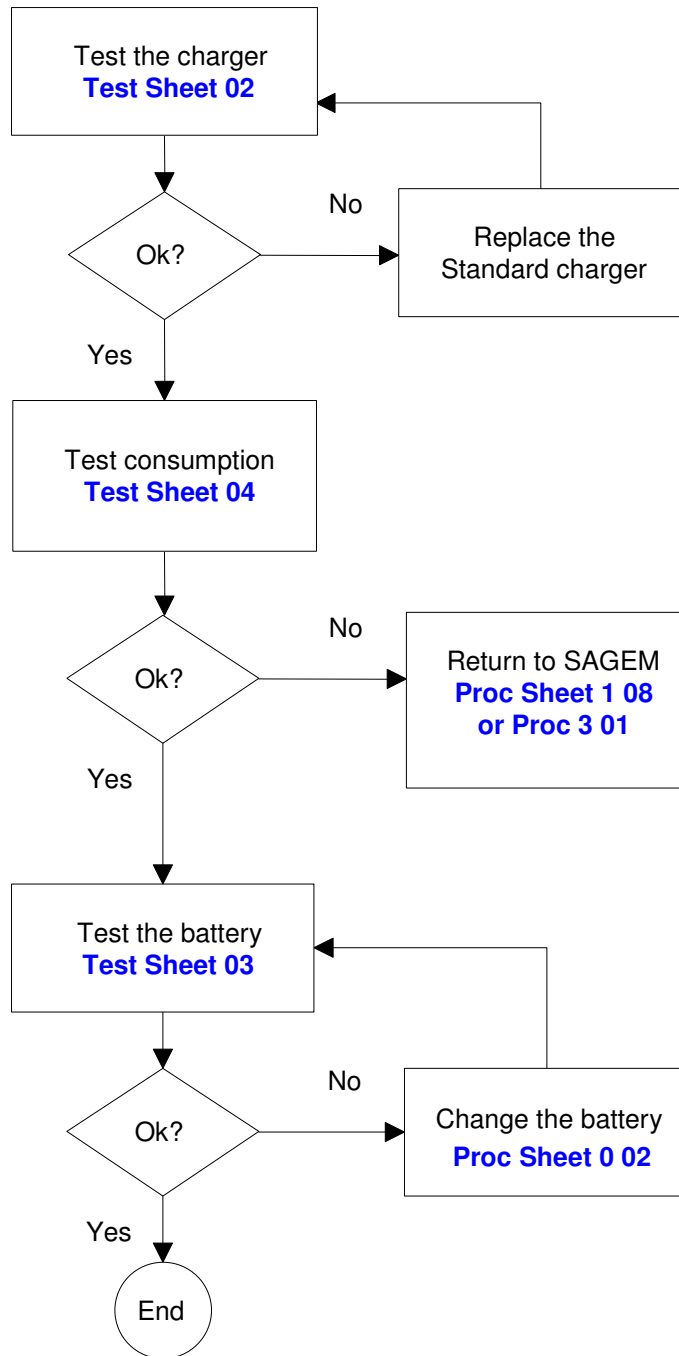 Test the charger
Test Sheet 02
No
Ok?
Replace the
Standard charger
Yes
Test consumption
Test Sheet 04
No
Ok?
Return to SAGEM
Proc Sheet 1 08
or Proc 3 01
Yes
Test the battery
Test Sheet 03
No
Ok?
Change the battery
Proc Sheet 0 02
Yes
End